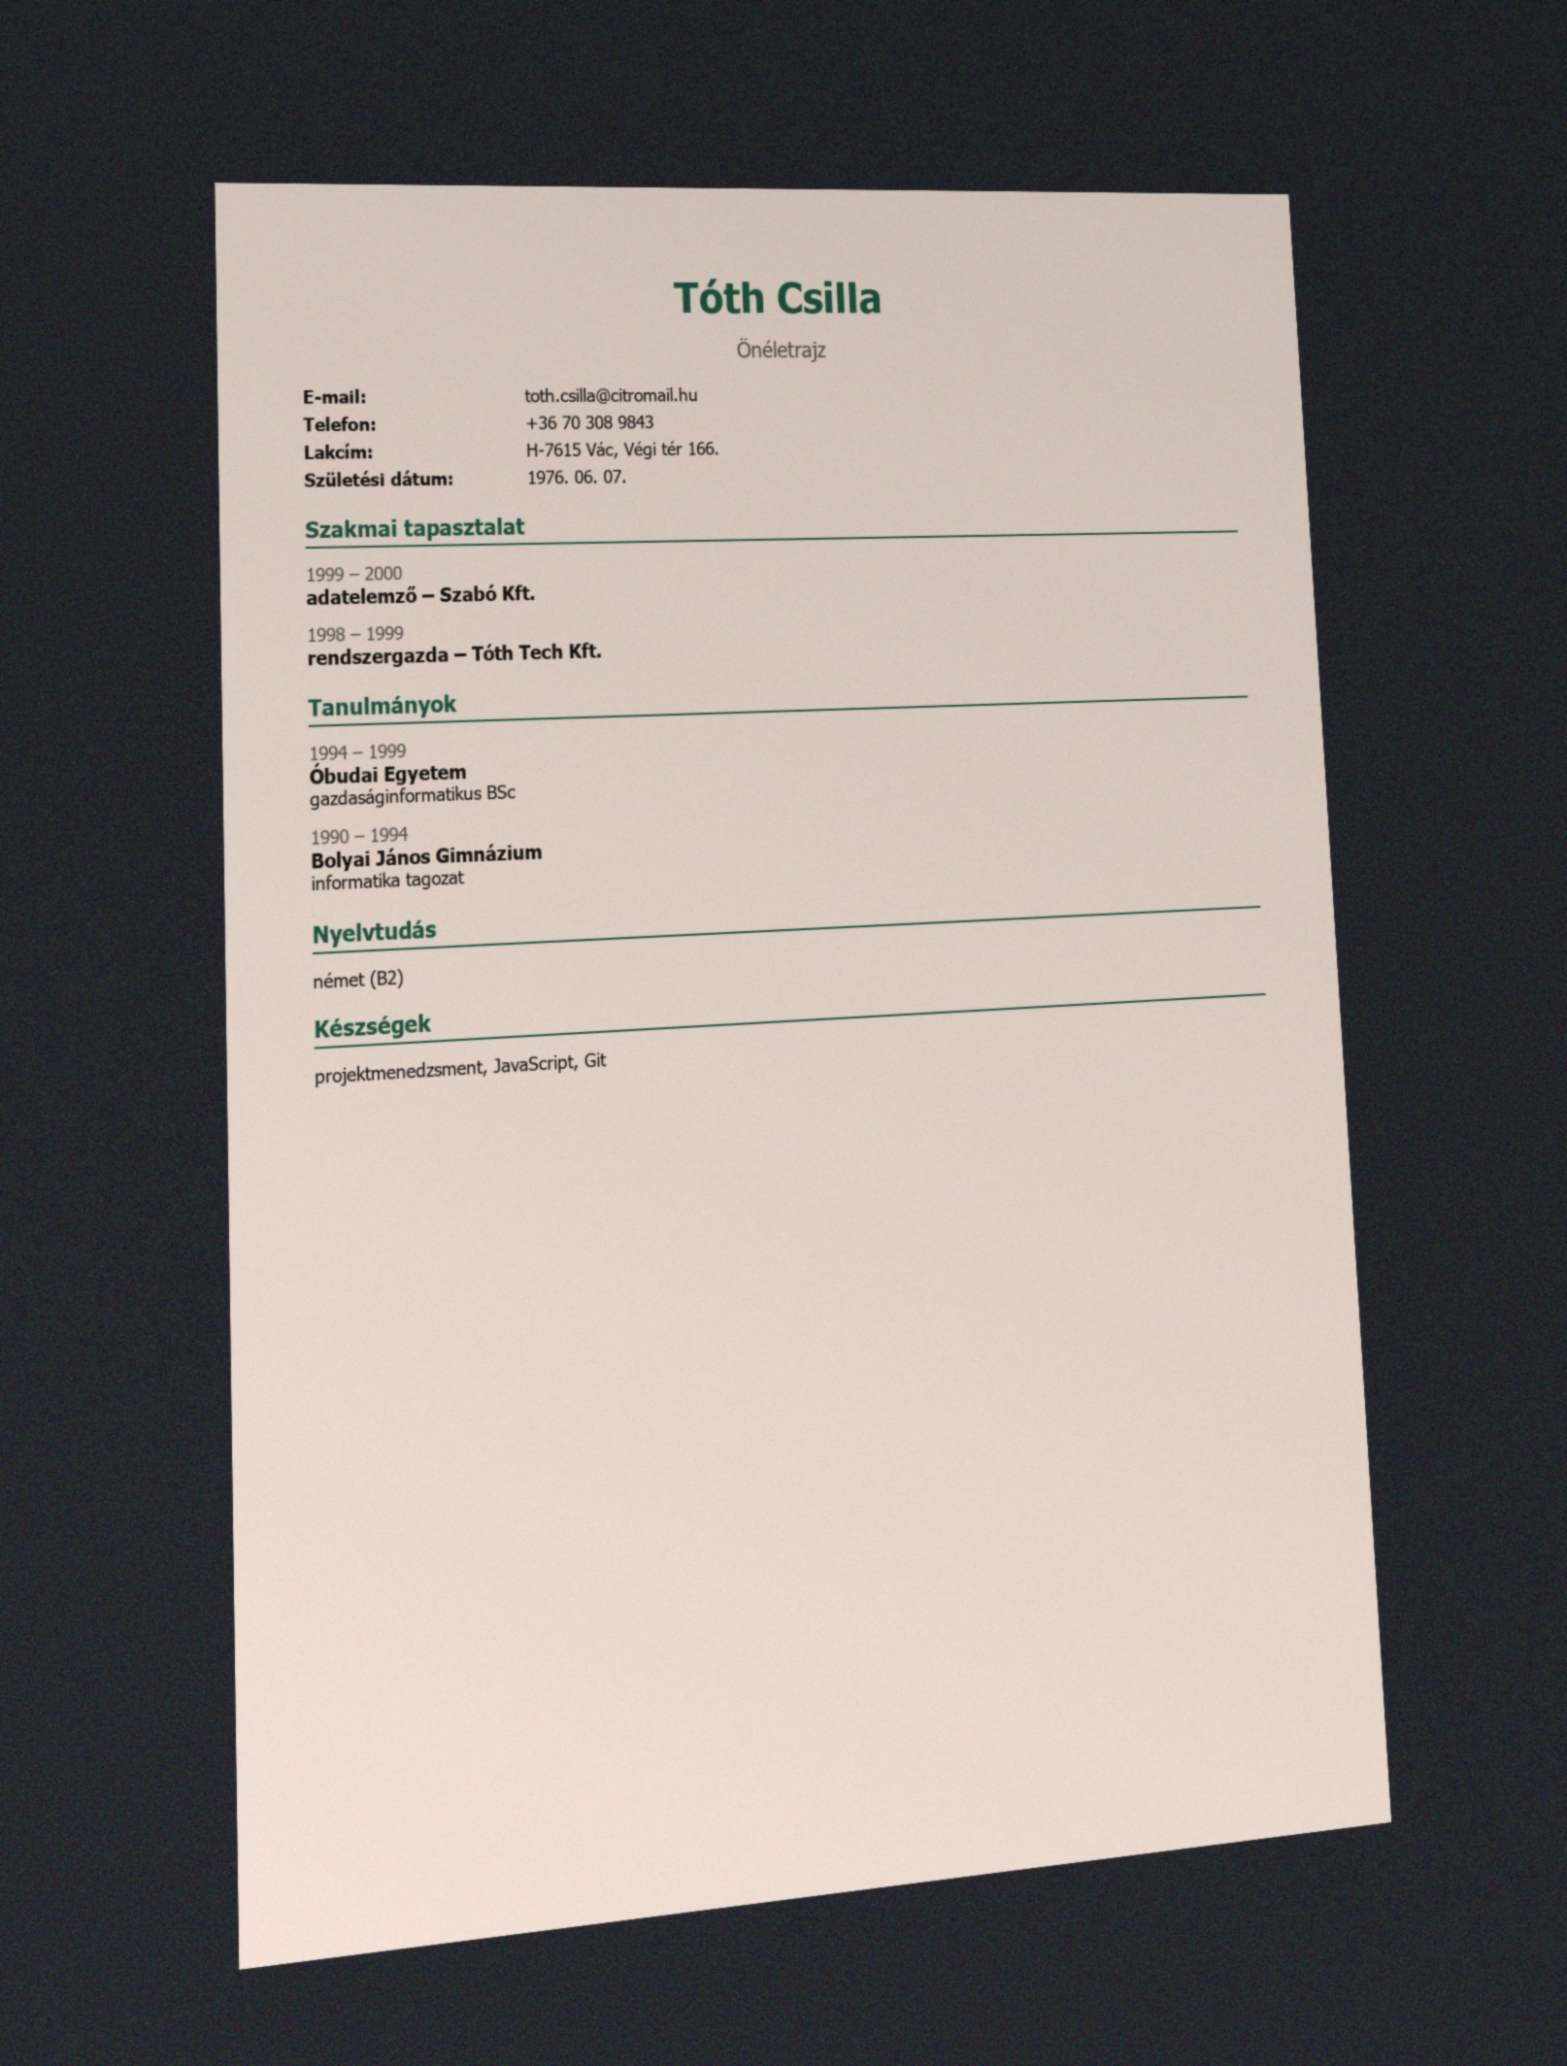 Tóth Csilla
Önéletrajz
E-mail: toth.csilla@citromail.hu
Telefon: +36 70 308 9843
Lakcím: H-7615 Vác, Végi tér 166.
Születési dátum: 1976. 06. 07.
Szakmai tapasztalat
1999 – 2000
adatelemző – Szabó Kft.
1998 – 1999
rendszergazda – Tóth Tech Kft.
Tanulmányok
1994 – 1999
Óbudai Egyetem
gazdaságinformatikus BSc
1990 – 1994
Bolyai János Gimnázium
informatika tagozat
Nyelvtudás
német (B2)
Készségek
projektmenedzsment, JavaScript, Git